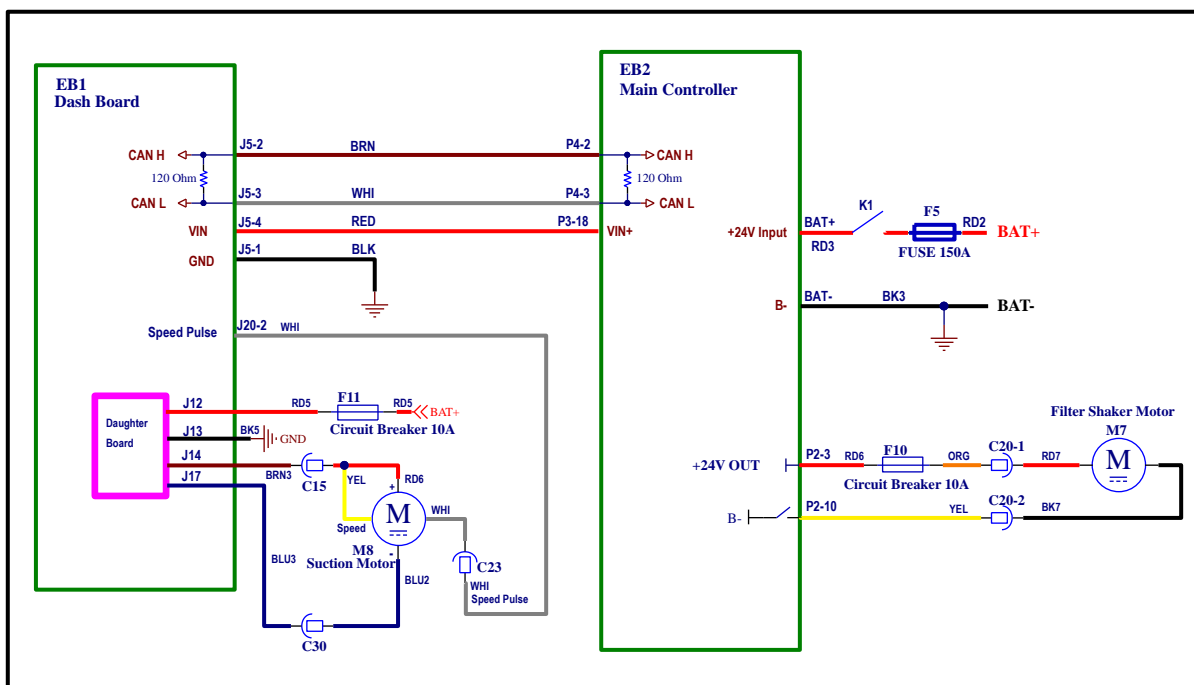 EB1
Dash Board
EB2
Main Controller
J5-2
BRN
P4-2
CAN H
CAN H
120 Ohm
120 Ohm
J5-3
WHI
P4-3
CAN L
CAN L
J5-4
RED
P3-18
VIN
VIN+
J5-1
BLK
GND
+24V Input
BAT+
RD3
K1
F5
RD2
BAT+
FUSE 150A
B-
BAT-
BK3
BAT-
Speed Pulse
J20-2
WHI
Daughter
Board
J12
RD5
F11
RD5
BAT+
Circuit Breaker 10A
J13
BK5
GND
J14
BRN3
C15
YEL
RD6
J17
+
M
Speed
WHI
M8
-
Suction Motor
BLU3
BLU2
C23
WHI
Speed Pulse
C30
Filter Shaker Motor
M7
M
+24V OUT
P2-3
RD6
F10
ORG
C20-1
RD7
Circuit Breaker 10A
B-
P2-10
YEL
C20-2
BK7